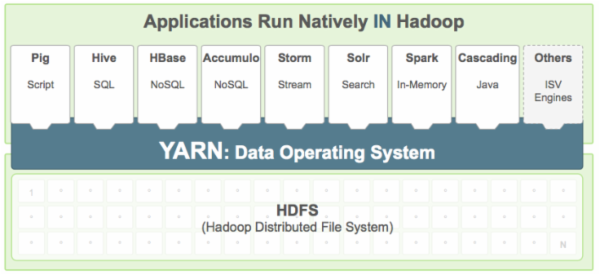 Applications Run Natively IN Hadoop
Pig Hive HBase Accumulo Storm Solr Spark Cascading Others
Script SQL NoSQL NoSQL Stream Search In-Memory Java ISV
Engines
YARN: Data Operating System
1
HDFS
(Hadoop Distributed File System)
N